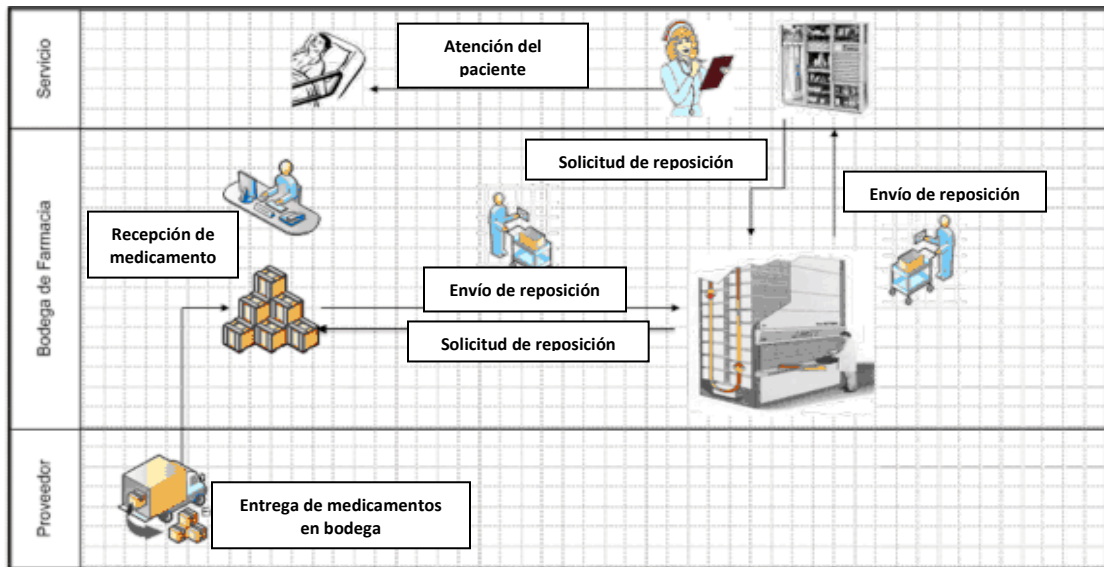 Servicio
Atención del
paciente
Bodega de Farmacia
Solicitud de reposición
Envío de reposición
Recepción de
medicamento
Envío de reposición
Solicitud de reposición
Proveedor
Entrega de medicamentos
en bodega